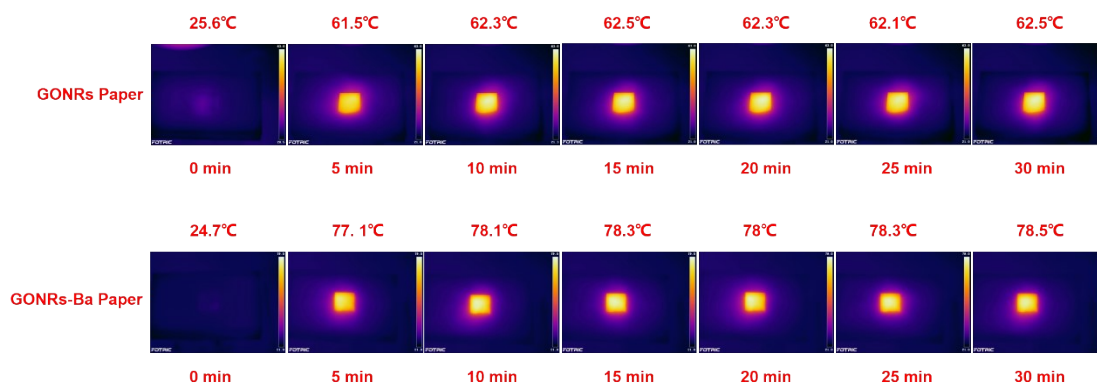 25.6℃ 61.5℃ 62.3℃ 62.5℃ 62.3℃ 62.1℃ 62.5℃
GONRs Paper
FOTRIC FOTRIC FOTRIC FOTRIC FOTRIC FOTRIC FOTRIC
0 min 5 min 10 min 15 min 20 min 25 min 30 min
24.7℃ 77. 1℃ 78.1℃ 78.3℃ 78℃ 78.3℃ 78.5℃
GONRs-Ba Paper
FOTRIC FOTRIC FOTRIC FOTRIC FOTRIC FOTRIC FOTRIC
0 min 5 min 10 min 15 min 20 min 25 min 30 min